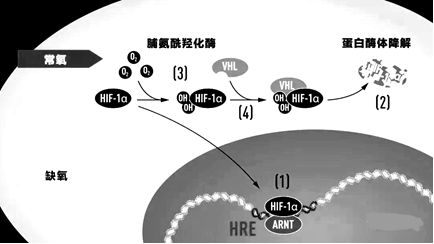 常氧
脯氨酰羟化酶
蛋白酶体降解
O₂
O₂
O₂
(3)
VHL
HIF-1α
OH
OH
HIF-1α
(4)
VHL
OH
OH
HIF-1α
(2)
缺氧
(1)
HIF-1α
HRE
ARNT